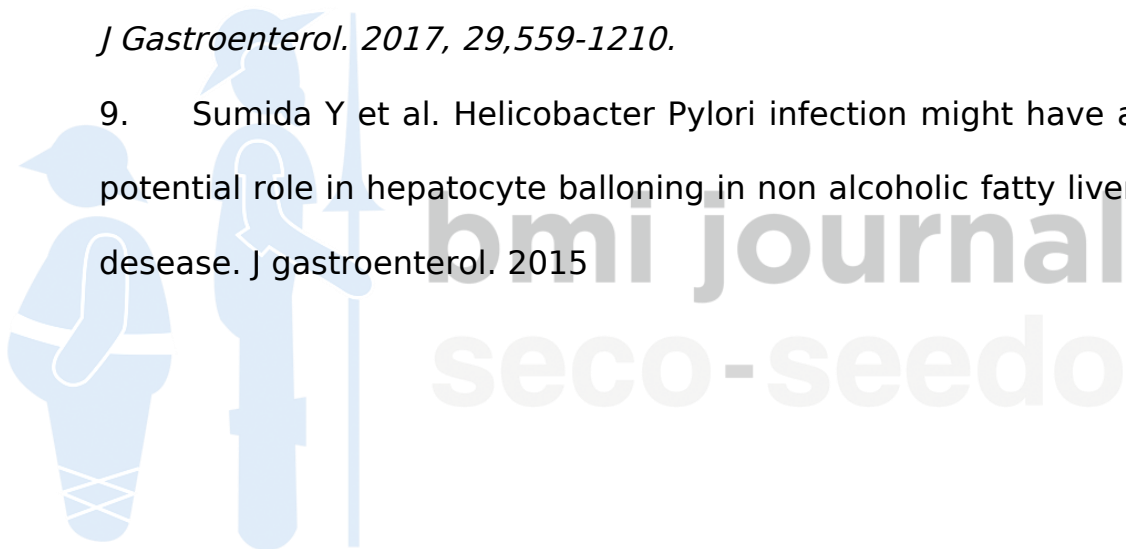 J Gastroenterol. 2017, 29,559-1210.
9. Sumida Y et al. Helicobacter Pylori infection might have a
potential role in hepatocyte balloning in non alcoholic fatty liver
desease. J gastroenterol. 2015
bmi journal
seco-seedo